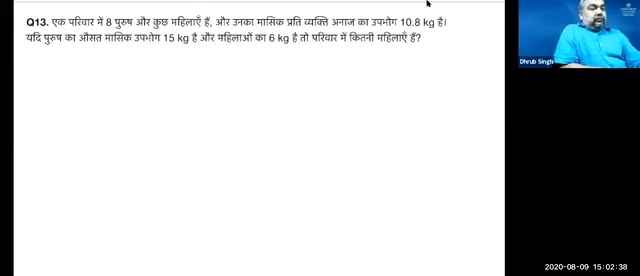 Q13. एक परिवार में 8 पुरुष और कुछ महिलाएँ हैं, और उनका मासिक प्रति व्यक्ति अनाज का उपभोग 10.8 kg है।
यदि पुरुष का औसत मासिक उपभोग 15 kg है और महिलाओं का 6 kg है तो परिवार में कितनी महिलाएँ हैं?
Dhrub Singh
2020-08-09 15:02:38